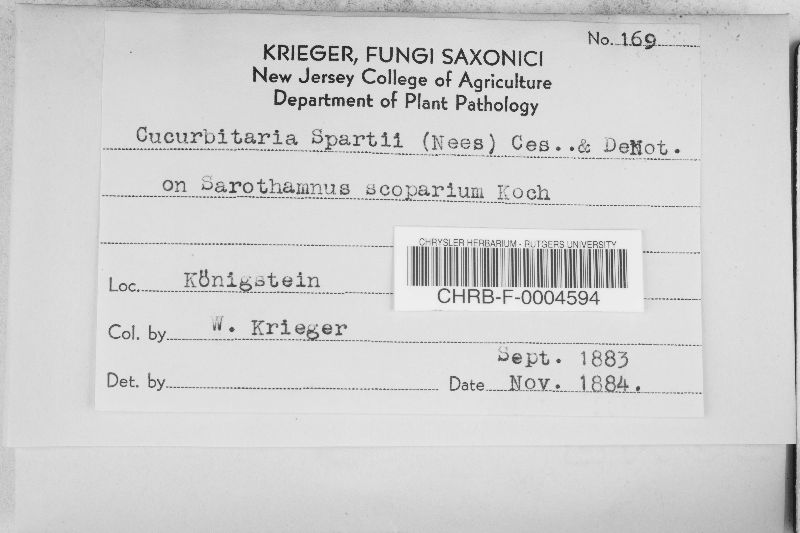 No. 169
KRIEGER, FUNGI SAXONICI
New Jersey College of Agriculture
Department of Plant Pathology
Cucurbitaria Spartii (Nees) Ces..& DeNot.
on Sarothamnus scoparium Koch
CHRYSLER HERBARIUM - RUTGERS UNIVERSITY
CHRB-F-0004594
Loc. Königstein
Col. by W. Krieger
Sept. 1883
Det. by Date Nov. 1884.